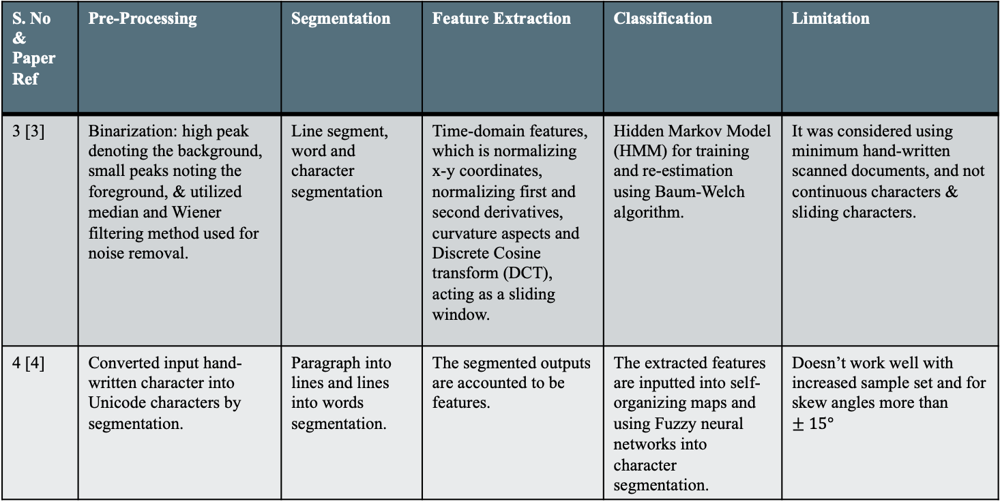 S. No
&
Paper
Ref
Pre-Processing
Segmentation
Feature Extraction
Classification
Limitation
3 [3]
Binarization: high peak
denoting the background,
small peaks noting the
foreground, & utilized
median and Wiener
filtering method used for
noise removal.
Line segment,
word and
character
segmentation
Time-domain features,
which is normalizing
x-y coordinates,
normalizing first and
second derivatives,
curvature aspects and
Discrete Cosine
transform (DCT),
acting as a sliding
window.
Hidden Markov Model
(HMM) for training
and re-estimation
using Baum-Welch
algorithm.
It was considered using
minimum hand-written
scanned documents, and not
continuous characters &
sliding characters.
4 [4]
Converted input hand-
written character into
Unicode characters by
segmentation.
Paragraph into
lines and lines
into words
segmentation.
The segmented outputs
are accounted to be
features.
The extracted features
are inputted into self-
organizing maps and
using Fuzzy neural
networks into
character
segmentation.
Doesn’t work well with
increased sample set and for
skew angles more than
± 15°